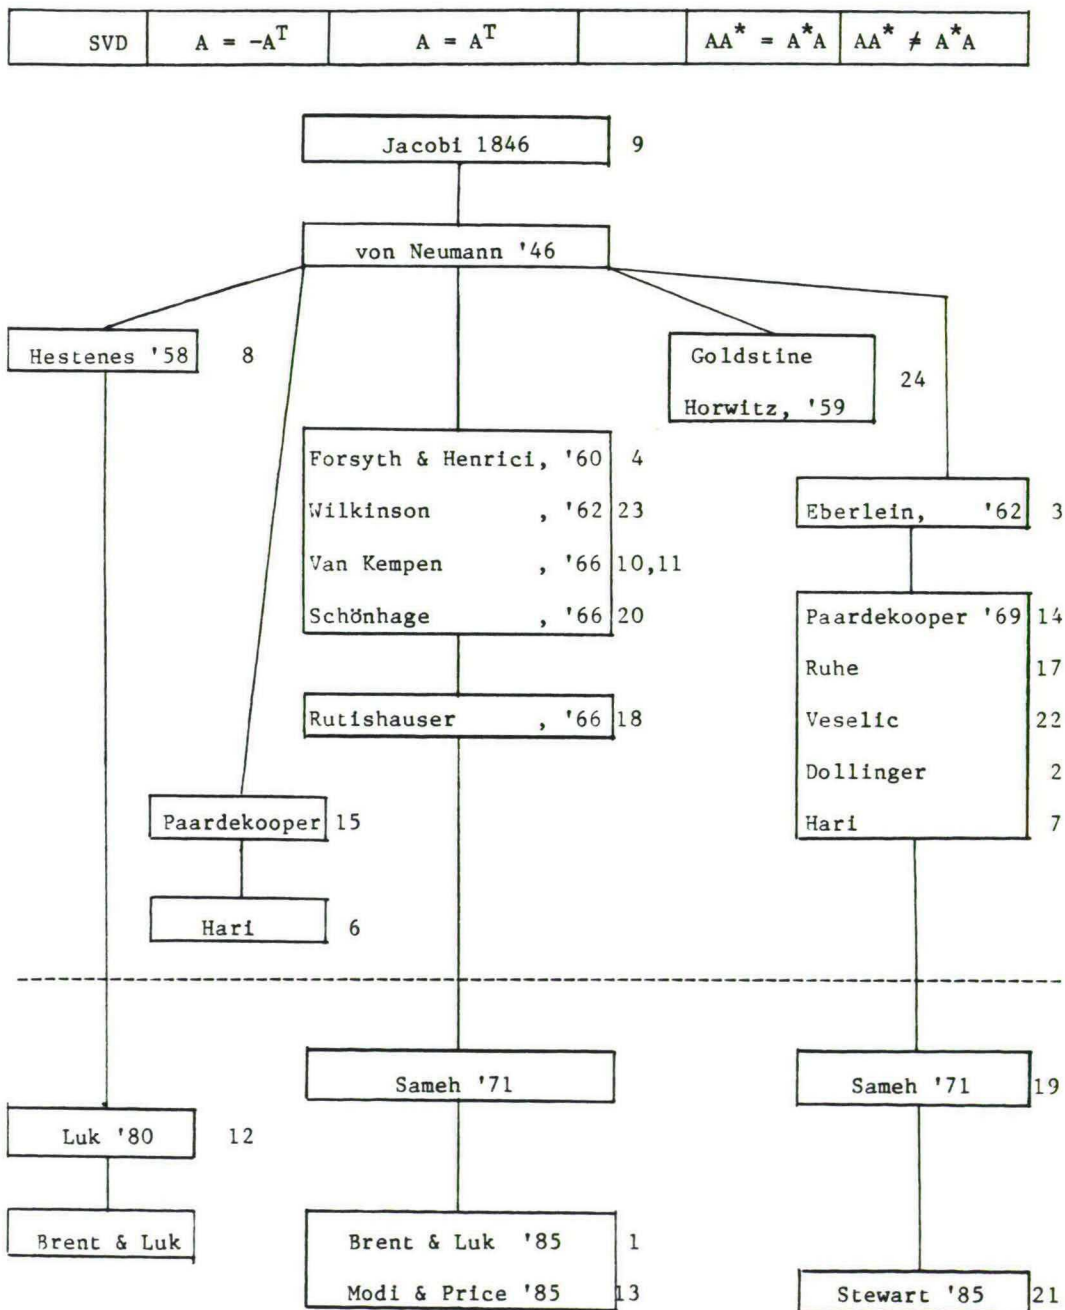 SVD A = -A^T A = A^T AA* = A*A AA* ≠ A*A
Jacobi 1846 9
von Neumann '46
Hestenes '58 8
Goldstine
Horwitz, '59 24
Forsyth & Henrici, '60 4
Wilkinson , '62 23
Van Kempen , '66 10,11
Schönhage , '66 20
Eberlein, '62 3
Rutishauser , '66 18
Paardekooper '69 14
Ruhe 17
Veselic 22
Dollinger 2
Hari 7
Paardekooper 15
Hari 6
Sameh '71
Sameh '71 19
Luk '80 12
Brent & Luk
Brent & Luk '85 1
Modi & Price '85 13
Stewart '85 21